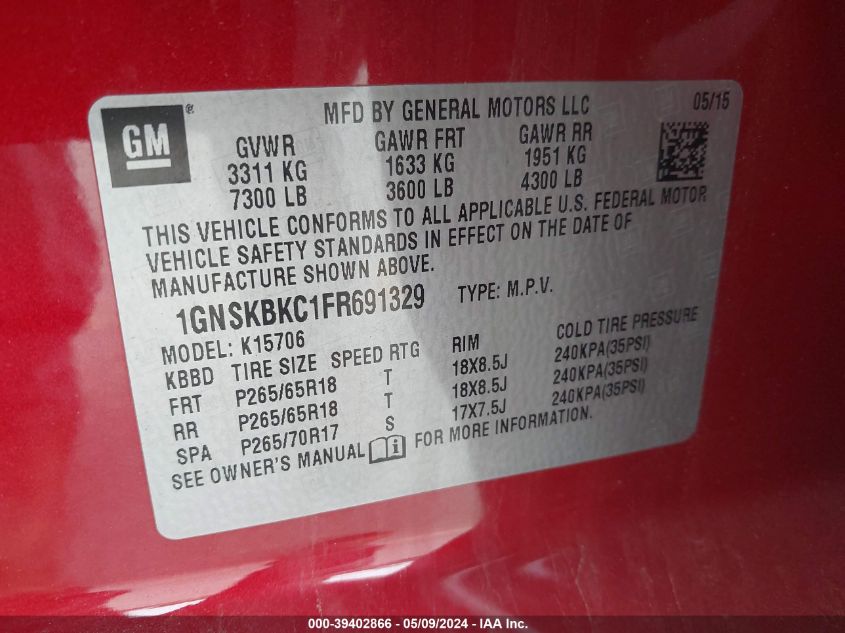 GM ®
MFD BY GENERAL MOTORS LLC 05/15
GVWR GAWR FRT GAWR RR
3311 KG 1633 KG 1951 KG
7300 LB 3600 LB 4300 LB
THIS VEHICLE CONFORMS TO ALL APPLICABLE U.S. FEDERAL MOTOR
VEHICLE SAFETY STANDARDS IN EFFECT ON THE DATE OF
MANUFACTURE SHOWN ABOVE.
1GNSKBKC1FR691329 TYPE: M.P.V.
MODEL: K15706
KBBD TIRE SIZE SPEED RTG RIM COLD TIRE PRESSURE
FRT P265/65R18 T 18X8.5J 240KPA(35PSI)
RR P265/65R18 T 18X8.5J 240KPA(35PSI)
SPA P265/70R17 S 17X7.5J 240KPA(35PSI)
SEE OWNER'S MANUAL FOR MORE INFORMATION.
000-39402866 - 05/09/2024 - IAA Inc.